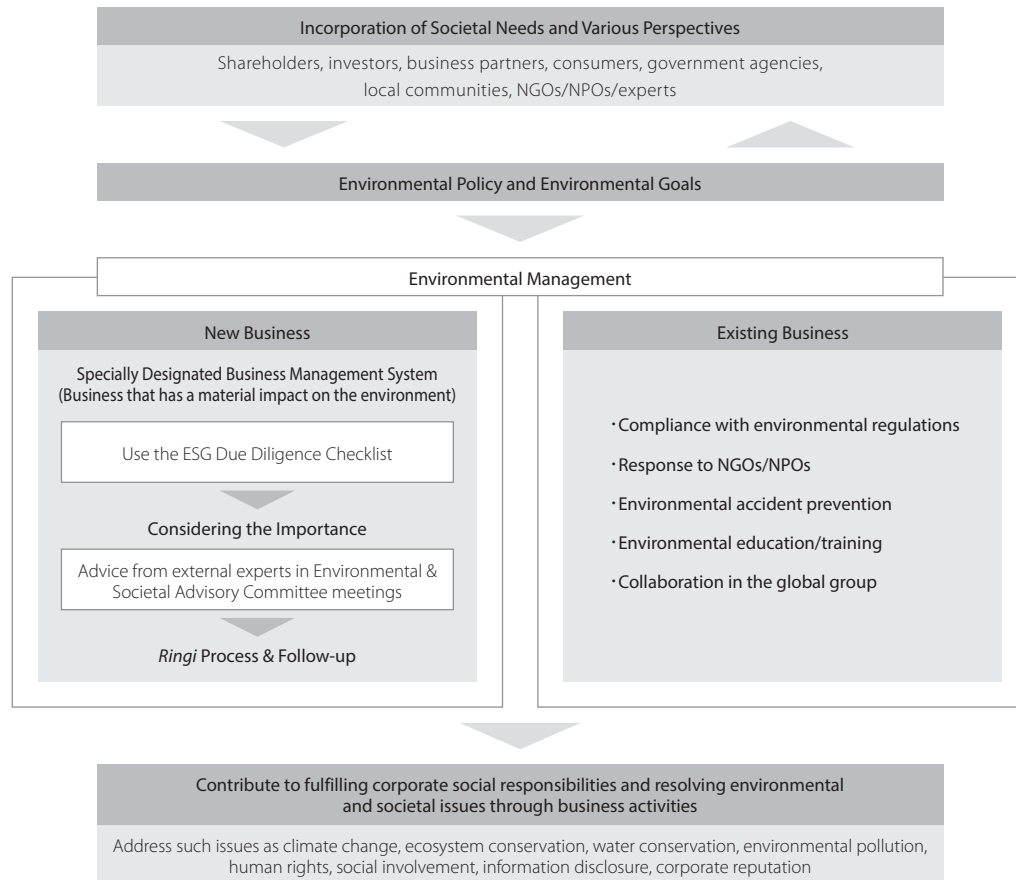 Incorporation of Societal Needs and Various Perspectives
Shareholders, investors, business partners, consumers, government agencies,
local communities, NGOs/NPOs/experts
Environmental Policy and Environmental Goals
Environmental Management
New Business
Specially Designated Business Management System
(Business that has a material impact on the environment)
Use the ESG Due Diligence Checklist
Considering the Importance
Advice from external experts in Environmental &
Societal Advisory Committee meetings
Ringi Process & Follow-up
Existing Business
・Compliance with environmental regulations
・Response to NGOs/NPOs
・Environmental accident prevention
・Environmental education/training
・Collaboration in the global group
Contribute to fulfilling corporate social responsibilities and resolving environmental
and societal issues through business activities
Address such issues as climate change, ecosystem conservation, water conservation, environmental pollution,
human rights, social involvement, information disclosure, corporate reputation